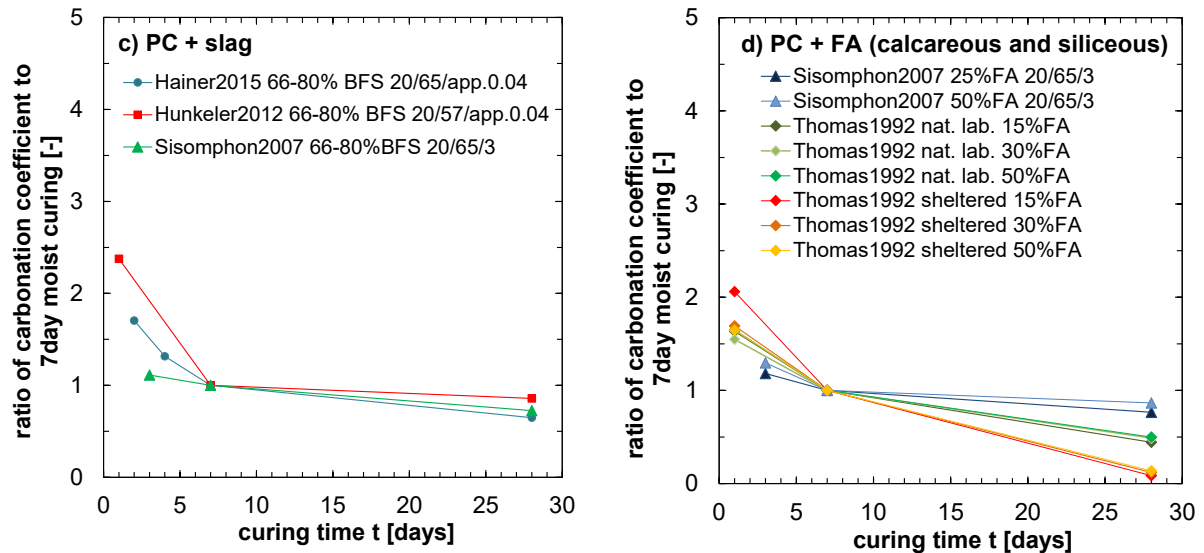 c) PC + slag
Hainer2015 66-80% BFS 20/65/app.0.04
Hunkeler2012 66-80% BFS 20/57/app.0.04
Sisomphon2007 66-80%BFS 20/65/3
ratio of carbonation coefficient to
7day moist curing [-]
5
4
3
2
1
0
0 5 10 15 20 25 30
curing time t [days]
d) PC + FA (calcareous and siliceous)
Sisomphon2007 25%FA 20/65/3
Sisomphon2007 50%FA 20/65/3
Thomas1992 nat. lab. 15%FA
Thomas1992 nat. lab. 30%FA
Thomas1992 nat. lab. 50%FA
Thomas1992 sheltered 15%FA
Thomas1992 sheltered 30%FA
Thomas1992 sheltered 50%FA
ratio of carbonation coefficient to
7day moist curing [-]
5
4
3
2
1
0
0 5 10 15 20 25 30
curing time t [days]